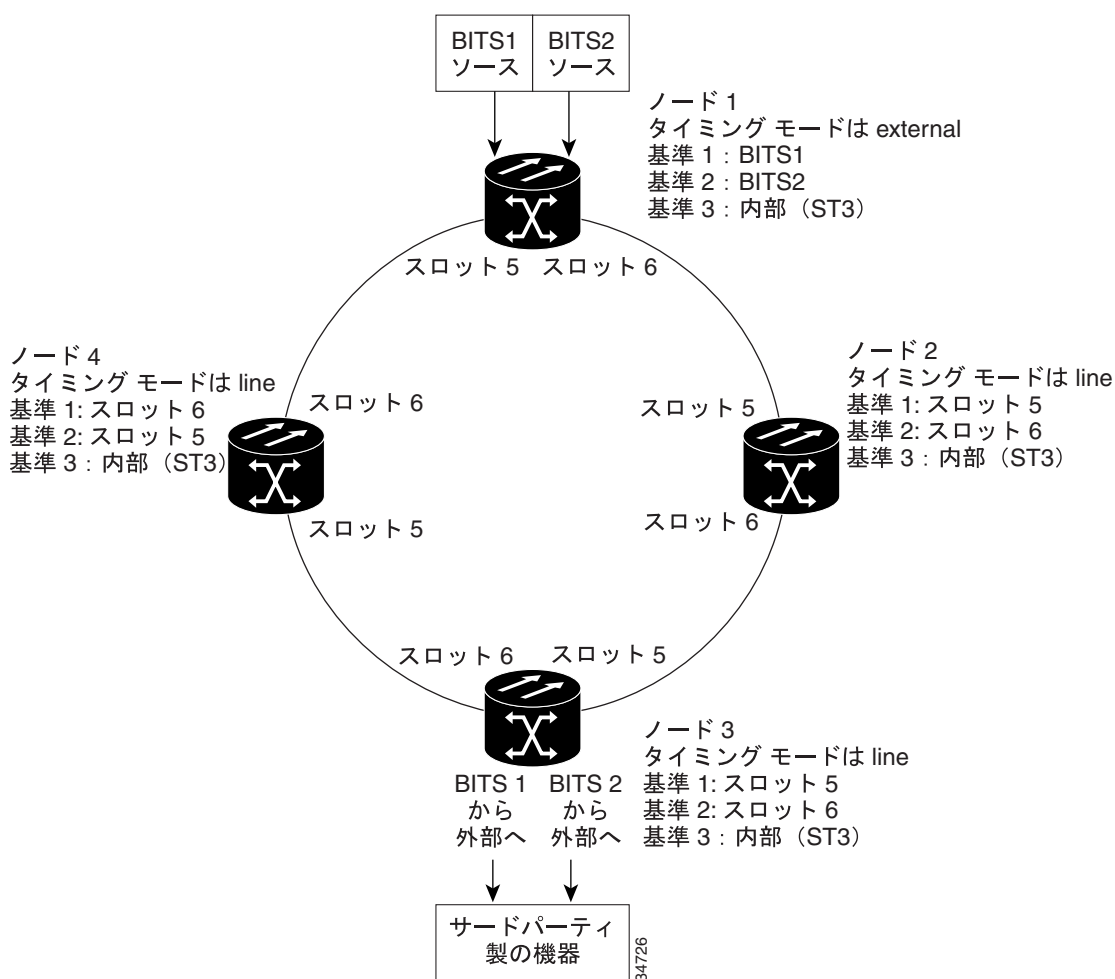 BITS1
ソース
BITS2
ソース
ノード 1
タイミング モードは external
基準 1 : BITS1
基準 2 : BITS2
基準 3 : 内部（ST3）
スロット 5
スロット 6
ノード 4
タイミング モードは line
基準 1: スロット 6
基準 2: スロット 5
基準 3 : 内部（ST3）
スロット 6
スロット 5
ノード 2
タイミング モードは line
基準 1: スロット 5
基準 2: スロット 6
基準 3 : 内部（ST3）
スロット 5
スロット 6
スロット 6
スロット 5
ノード 3
タイミング モードは line
基準 1: スロット 5
基準 2: スロット 6
基準 3 : 内部（ST3）
BITS 1
から
外部へ
BITS 2
から
外部へ
サードパーティ
製の機器
34726